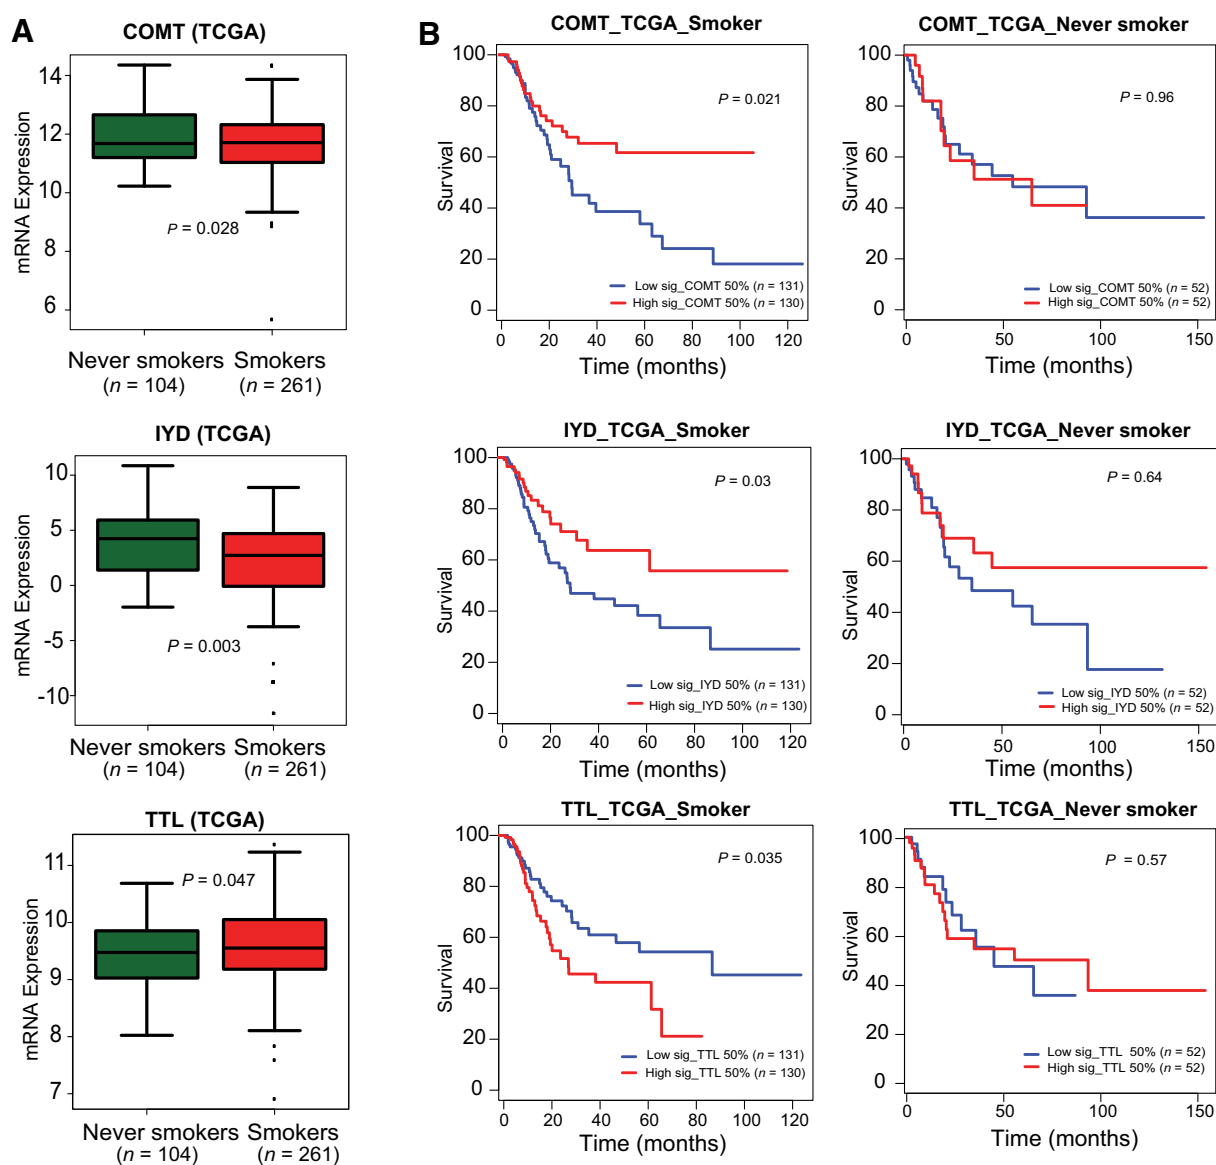 A
COMT (TCGA)
mRNA Expression
14
12
10
8
6
P = 0.028
Never smokers Smokers
(n = 104) (n = 261)
IYD (TCGA)
mRNA Expression
10
5
0
-5
-10
P = 0.003
Never smokers Smokers
(n = 104) (n = 261)
TTL (TCGA)
mRNA Expression
11
10
9
8
7
P = 0.047
Never smokers Smokers
(n = 104) (n = 261)
B
COMT_TCGA_Smoker
Survival
100
80
60
40
20
0
P = 0.021
Low sig_COMT 50% (n = 131)
High sig_COMT 50% (n = 130)
0 20 40 60 80 100 120
Time (months)
COMT_TCGA_Never smoker
Survival
100
80
60
40
20
0
P = 0.96
Low sig_COMT 50% (n = 52)
High sig_COMT 50% (n = 52)
0 50 100 150
Time (months)
IYD_TCGA_Smoker
Survival
100
80
60
40
20
0
P = 0.03
Low sig_IYD 50% (n = 131)
High sig_IYD 50% (n = 130)
0 20 40 60 80 100 120
Time (months)
IYD_TCGA_Never smoker
Survival
100
80
60
40
20
0
P = 0.64
Low sig_IYD 50% (n = 52)
High sig_IYD 50% (n = 52)
0 50 100 150
Time (months)
TTL_TCGA_Smoker
Survival
100
80
60
40
20
0
P = 0.035
Low sig_TTL 50% (n = 131)
High sig_TTL 50% (n = 130)
0 20 40 60 80 100 120
Time (months)
TTL_TCGA_Never smoker
Survival
100
80
60
40
20
0
P = 0.57
Low sig_TTL 50% (n = 52)
High sig_TTL 50% (n = 52)
0 50 100 150
Time (months)